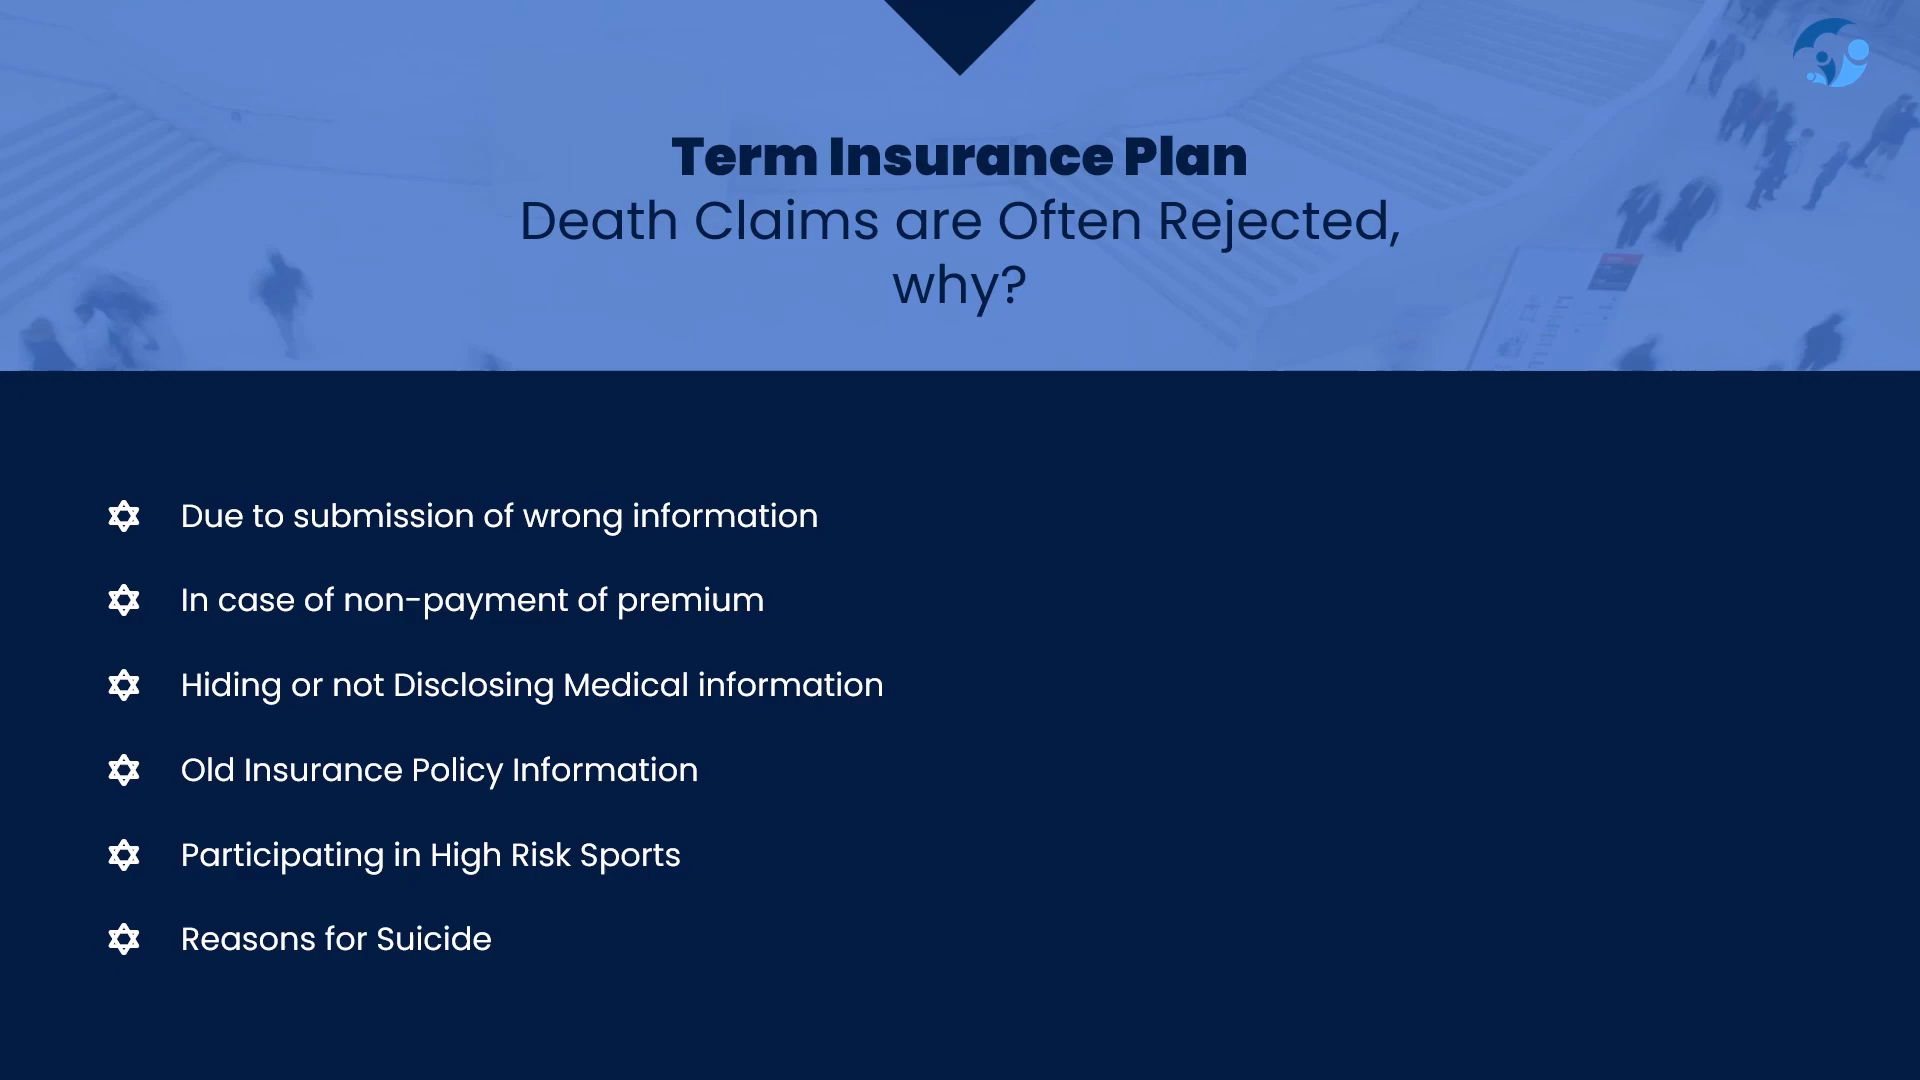 Term Insurance Plan
Death Claims are Often Rejected,
why?
Due to submission of wrong information
In case of non-payment of premium
Hiding or not Disclosing Medical information
Old Insurance Policy Information
Participating in High Risk Sports
Reasons for Suicide